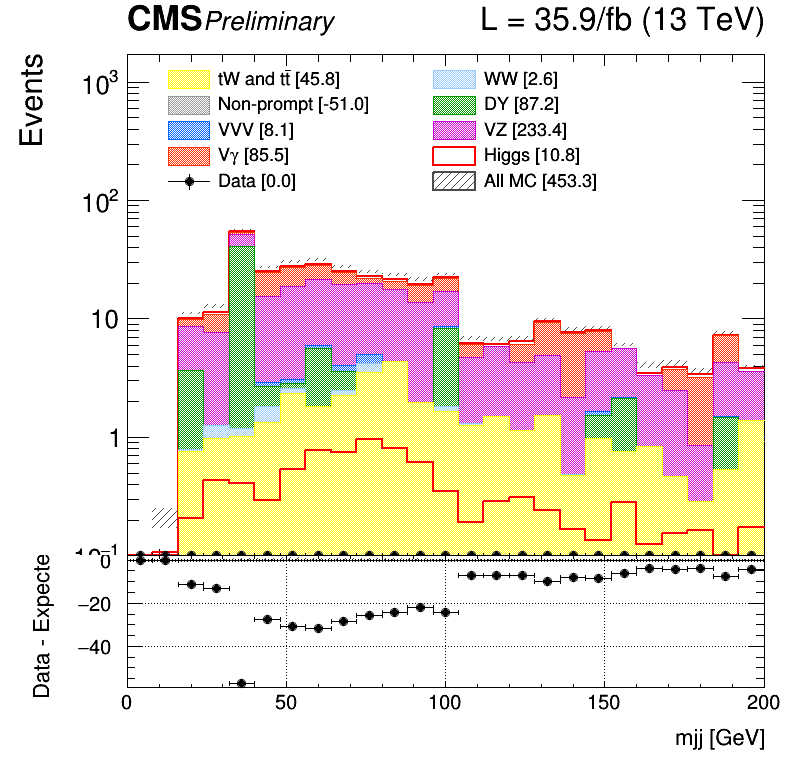 CMS Preliminary L = 35.9/fb (13 TeV)
Events
10³
10²
10
1
10⁻¹
tW and tt̄ [45.8]
WW [2.6]
Non-prompt [-51.0]
DY [87.2]
VVV [8.1]
VZ [233.4]
Vγ [85.5]
Higgs [10.8]
Data [0.0]
All MC [453.3]
Data - Expecte
0
−20
−40
0 50 100 150 200
mjj [GeV]